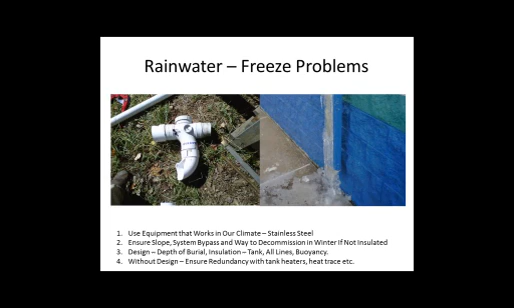 Rainwater – Freeze Problems
1. Use Equipment that Works in Our Climate – Stainless Steel
2. Ensure Slope, System Bypass and Way to Decommission in Winter If Not Insulated
3. Design – Depth of Burial, Insulation – Tank, All Lines, Buoyancy.
4. Without Design – Ensure Redundancy with tank heaters, heat trace etc.